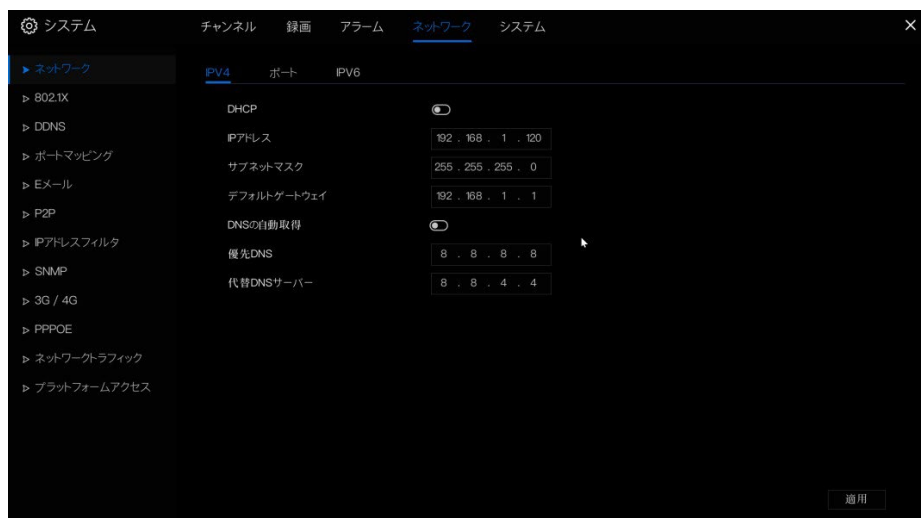 システム
チャンネル 録画 アラーム ネットワーク システム
ネットワーク
802.1X
DDNS
ポートマッピング
Eメール
P2P
IPアドレスフィルタ
SNMP
3G / 4G
PPPOE
ネットワークトラフィック
プラットフォームアクセス
IPV4 ポート IPV6
DHCP
IPアドレス 192 . 168 . 1 . 120
サブネットマスク 255 . 255 . 255 . 0
デフォルトゲートウェイ 192 . 168 . 1 . 1
DNSの自動取得
優先DNS 8 . 8 . 8 . 8
代替DNSサーバー 8 . 8 . 4 . 4
適用